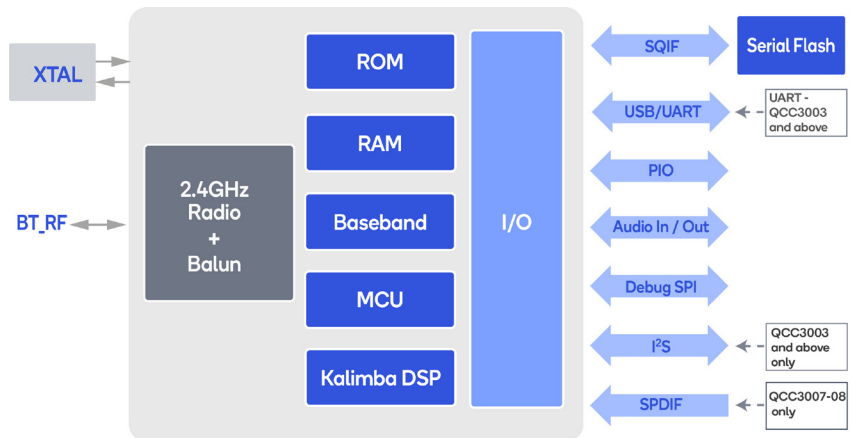 XTAL
BT_RF
2.4GHz
Radio
+
Balun
ROM
RAM
Baseband
MCU
Kalimba DSP
I/O
SQIF
Serial Flash
USB/UART
UART -
QCC3003
and above
PIO
Audio In / Out
Debug SPI
I²S
QCC3003
and above
only
SPDIF
QCC3007-08
only